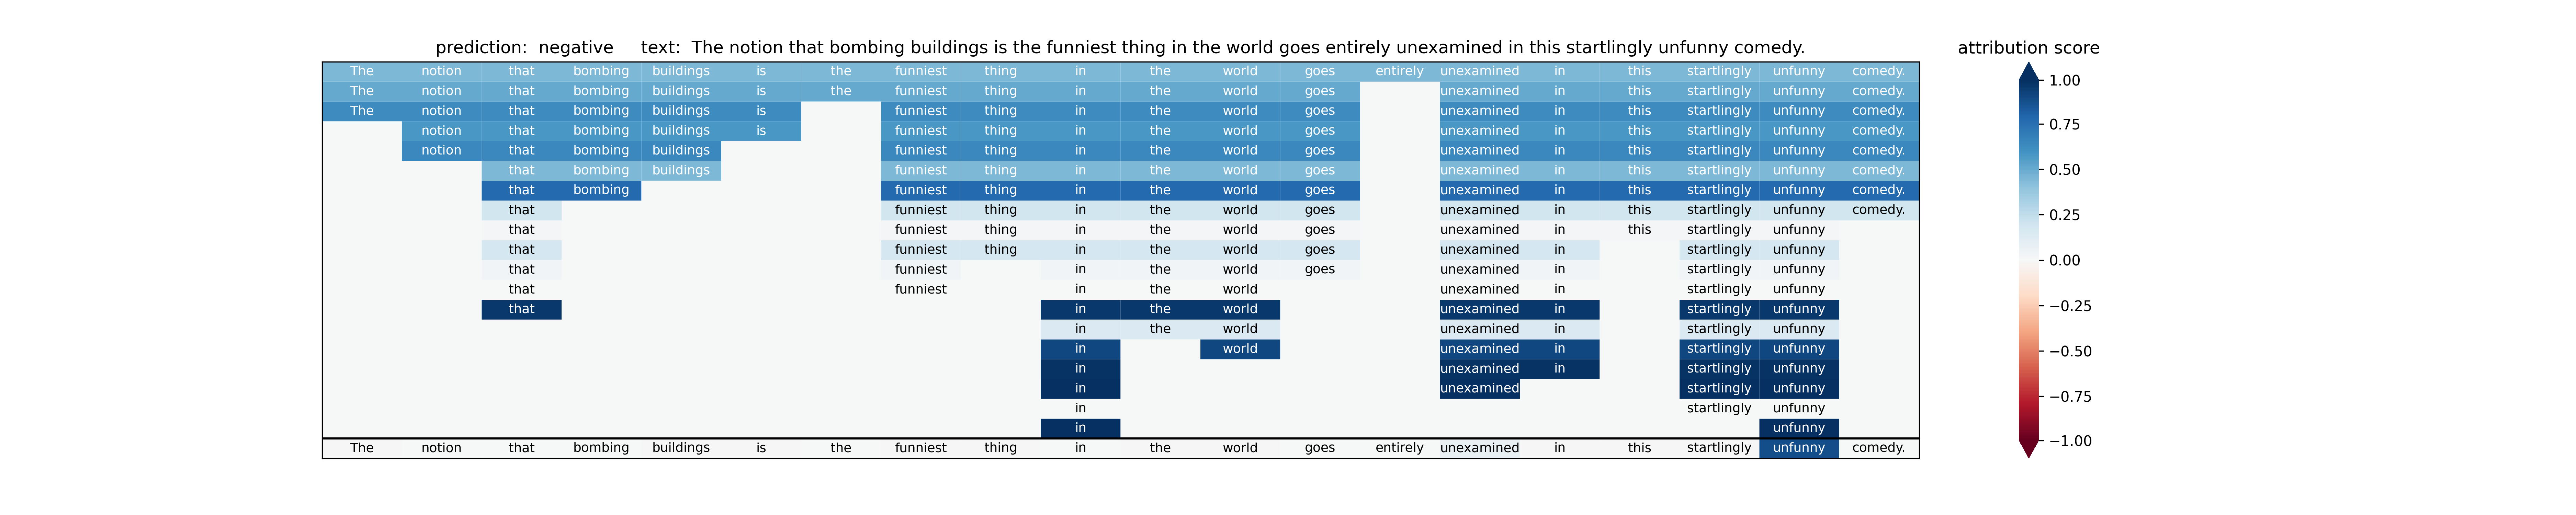 prediction: negative text: The notion that bombing buildings is the funniest thing in the world goes entirely unexamined in this startlingly unfunny comedy. attribution score
The notion that bombing buildings is the funniest thing in the world goes entirely unexamined in this startlingly unfunny comedy.
The notion that bombing buildings is the funniest thing in the world goes unexamined in this startlingly unfunny comedy.
The notion that bombing buildings is funniest thing in the world goes unexamined in this startlingly unfunny comedy.
notion that bombing buildings is funniest thing in the world goes unexamined in this startlingly unfunny comedy.
notion that bombing buildings funniest thing in the world goes unexamined in this startlingly unfunny comedy.
that bombing buildings funniest thing in the world goes unexamined in this startlingly unfunny comedy.
that bombing funniest thing in the world goes unexamined in this startlingly unfunny comedy.
that funniest thing in the world goes unexamined in this startlingly unfunny comedy.
that funniest thing in the world goes unexamined in this startlingly unfunny
that funniest thing in the world goes unexamined in startlingly unfunny
that funniest in the world goes unexamined in startlingly unfunny
that funniest in the world unexamined in startlingly unfunny
that in the world unexamined in startlingly unfunny
in the world unexamined in startlingly unfunny
in world unexamined in startlingly unfunny
in unexamined in startlingly unfunny
in unexamined startlingly unfunny
in startlingly unfunny
in unfunny
The notion that bombing buildings is the funniest thing in the world goes entirely unexamined in this startlingly unfunny comedy.
1.00
0.75
0.50
0.25
0.00
−0.25
−0.50
−0.75
−1.00